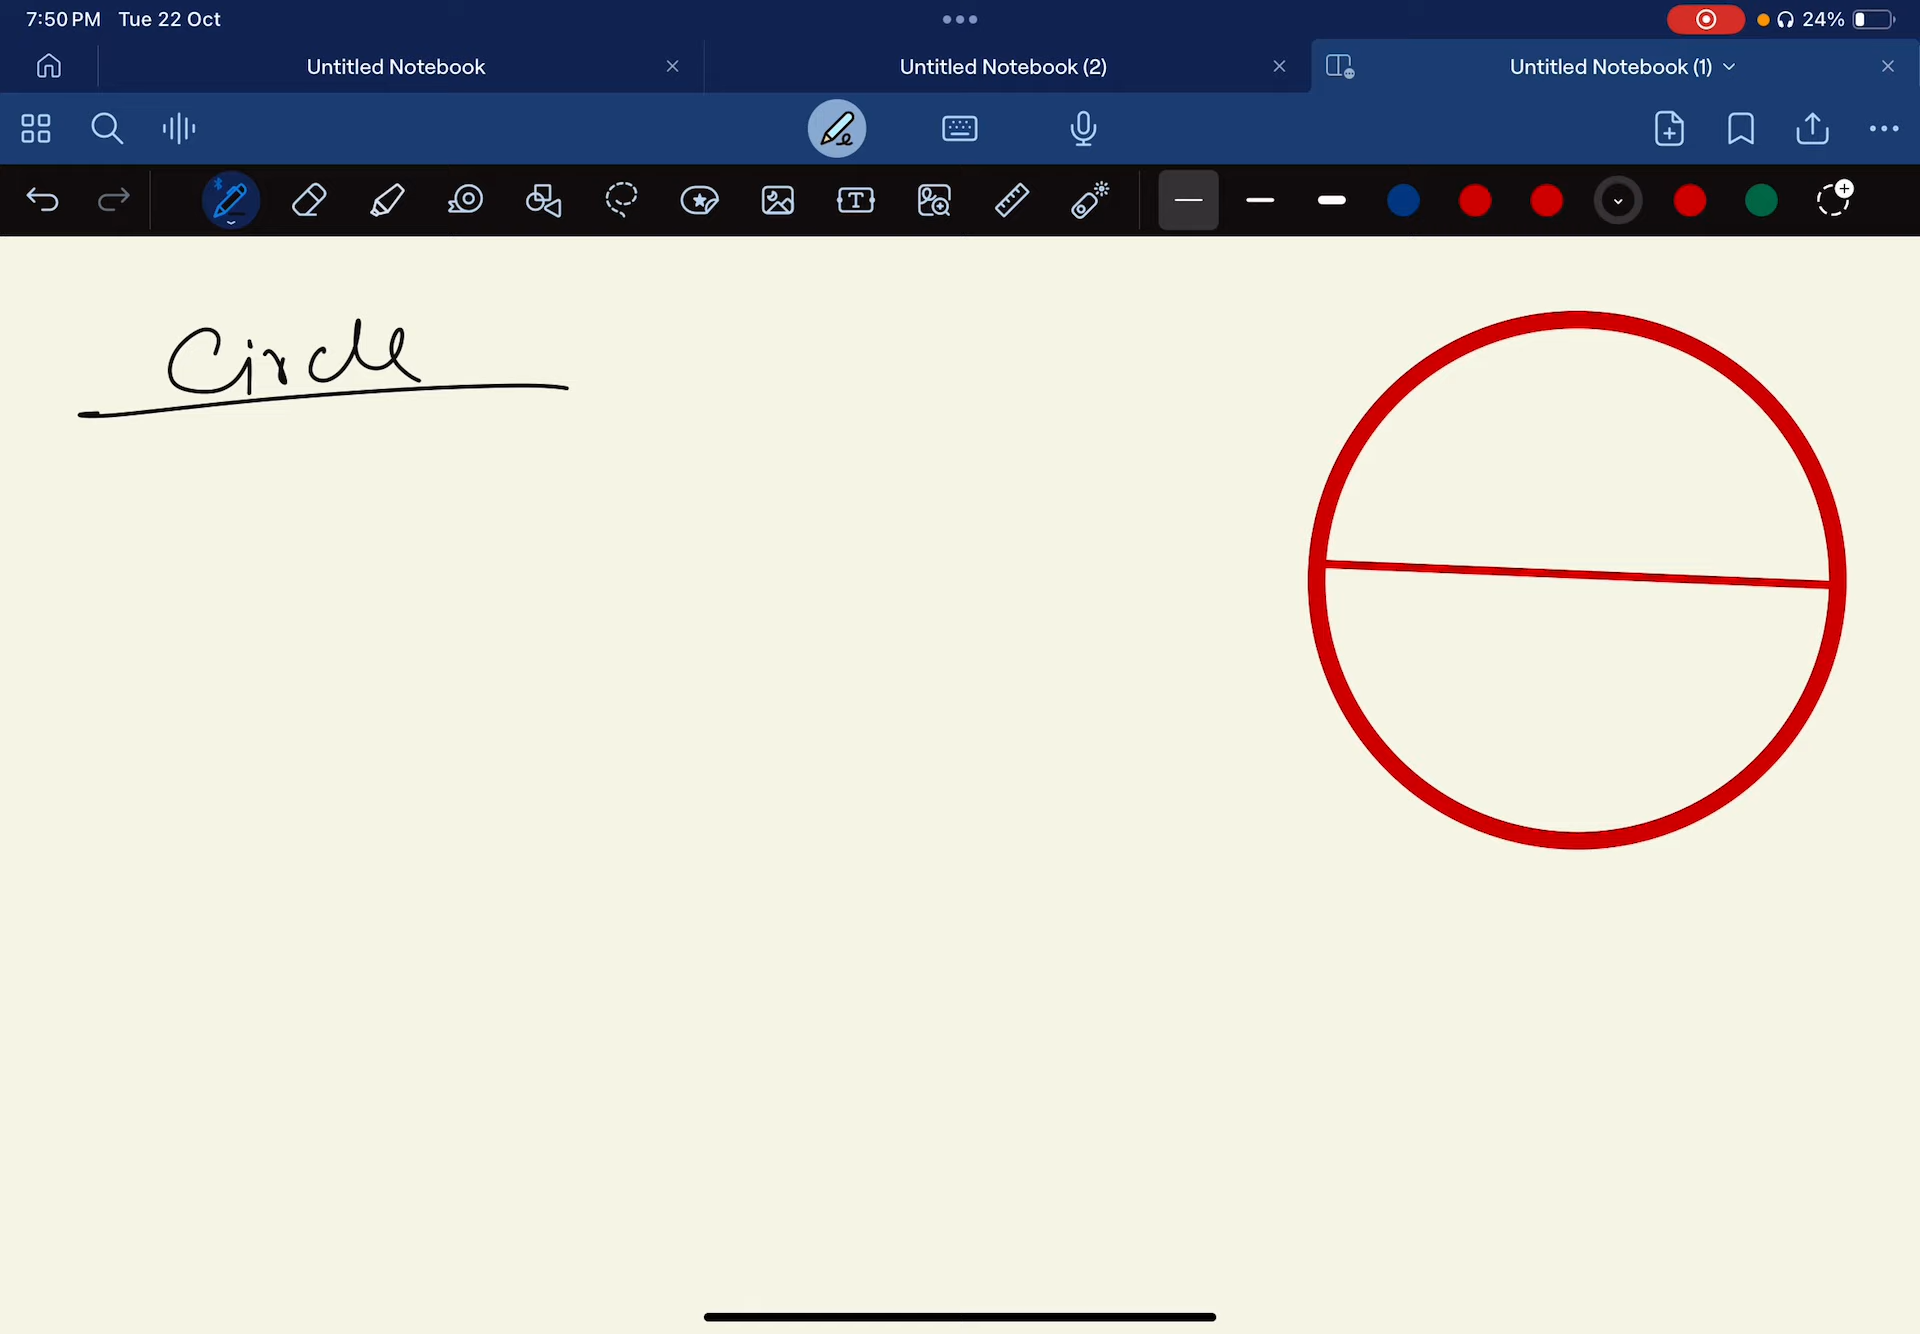 7:50 PM Tue 22 Oct 24%
Untitled Notebook Untitled Notebook (2) Untitled Notebook (1)
Circle